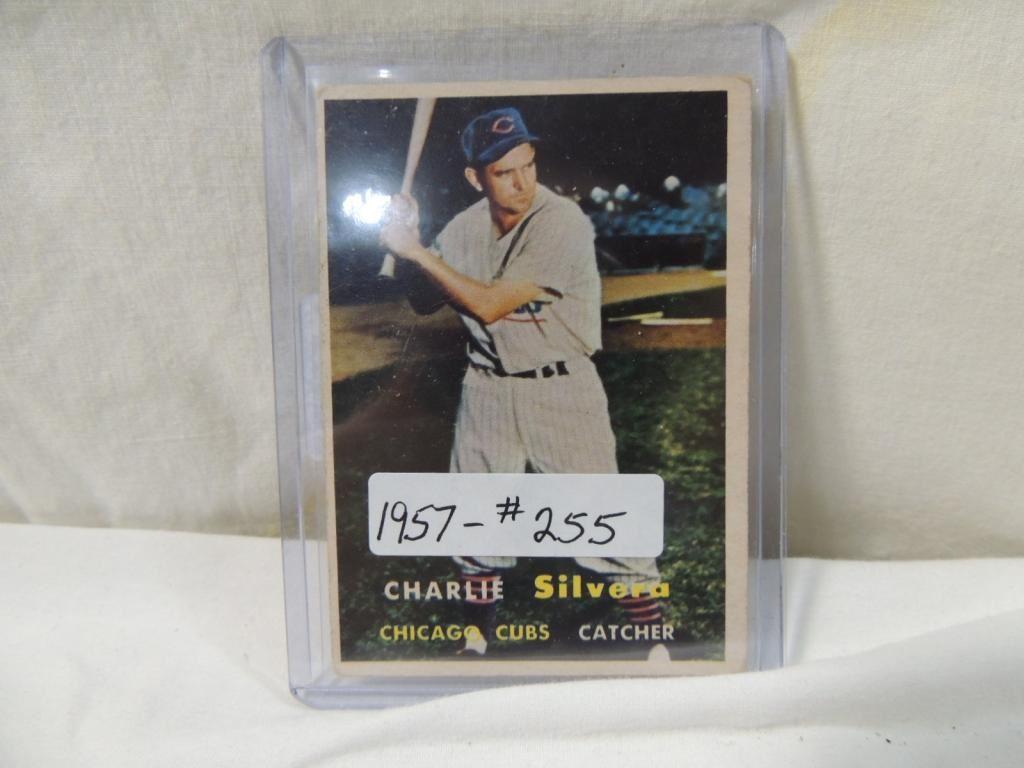 C
1957-#255
CHARLIE Silvera
CHICAGO CUBS CATCHER